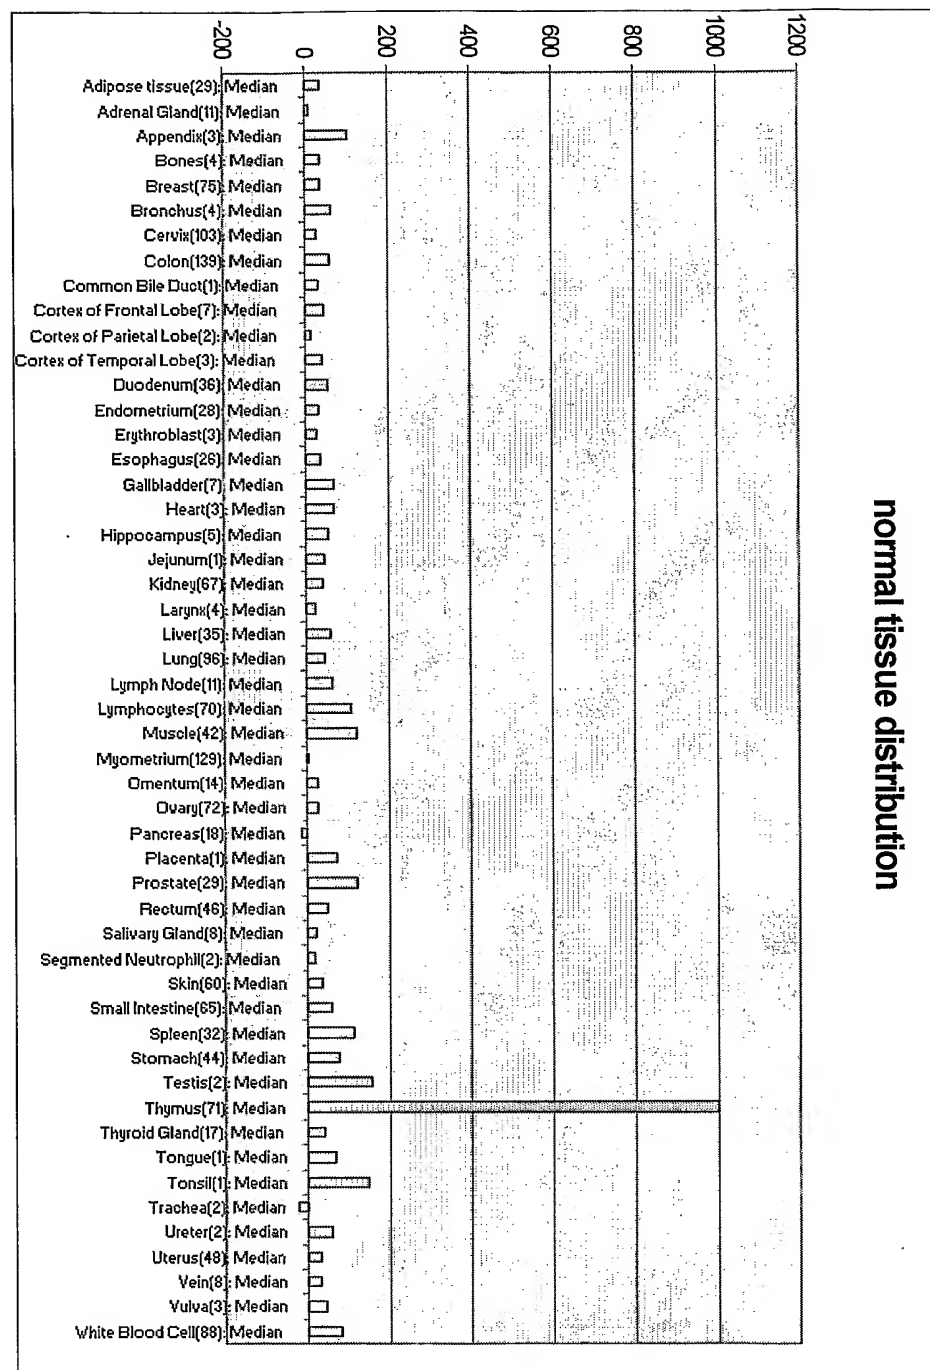 -200
0
200
400
600
800
1000
1200
Adipose tissue(29): Median
Adrenal Gland(11): Median
Appendix(3): Median
Bones(4): Median
Breast(75): Median
Bronchus(4): Median
Cervix(103): Median
Colon(139): Median
Common Bile Duct(1): Median
Cortex of Frontal Lobe(7): Median
Cortex of Parietal Lobe(2): Median
Cortex of Temporal Lobe(3): Median
Duodenum(36): Median
Endometrium(28): Median
Erythroblast(3): Median
Esophagus(26): Median
Gallbladder(7): Median
Heart(3): Median
Hippocampus(5): Median
Jejunum(1): Median
Kidney(67): Median
Larynx(4): Median
Liver(35): Median
Lung(96): Median
Lymph Node(11): Median
Lymphocytes(70): Median
Muscle(42): Median
Myometrium(129): Median
Omentum(14): Median
Ovary(72): Median
Pancreas(18): Median
Placenta(1): Median
Prostate(29): Median
Rectum(46): Median
Salivary Gland(8): Median
Segmented Neutrophil(2): Median
Skin(60): Median
Small Intestine(65): Median
Spleen(32): Median
Stomach(44): Median
Testis(2): Median
Thymus(71): Median
Thyroid Gland(17): Median
Tongue(1): Median
Tonsil(1): Median
Trachea(2): Median
Ureter(2): Median
Uterus(48): Median
Vein(8): Median
Vulva(3): Median
White Blood Cell(88): Median
normal tissue distribution